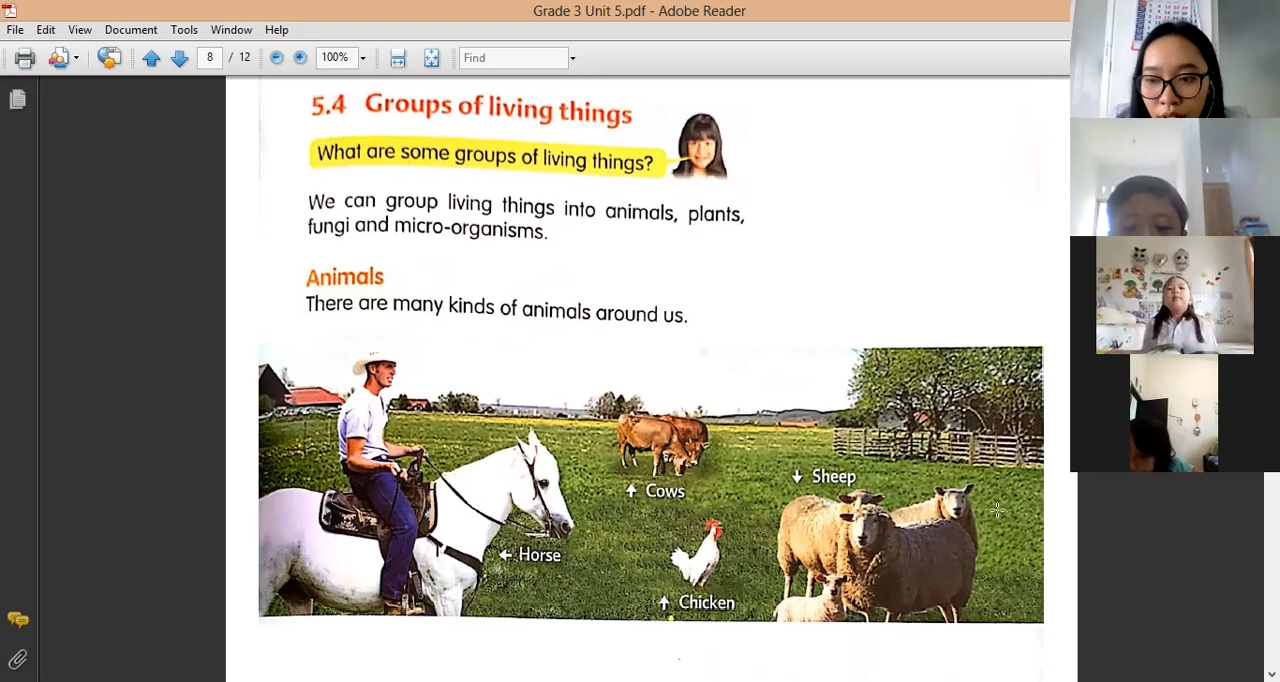 Grade 3 Unit 5.pdf - Adobe Reader
File Edit View Document Tools Window Help
8 / 12 100% Find
5.4 Groups of living things
What are some groups of living things?
We can group living things into animals, plants,
fungi and micro-organisms.
Animals
There are many kinds of animals around us.
Sheep
Cows
Horse
Chicken